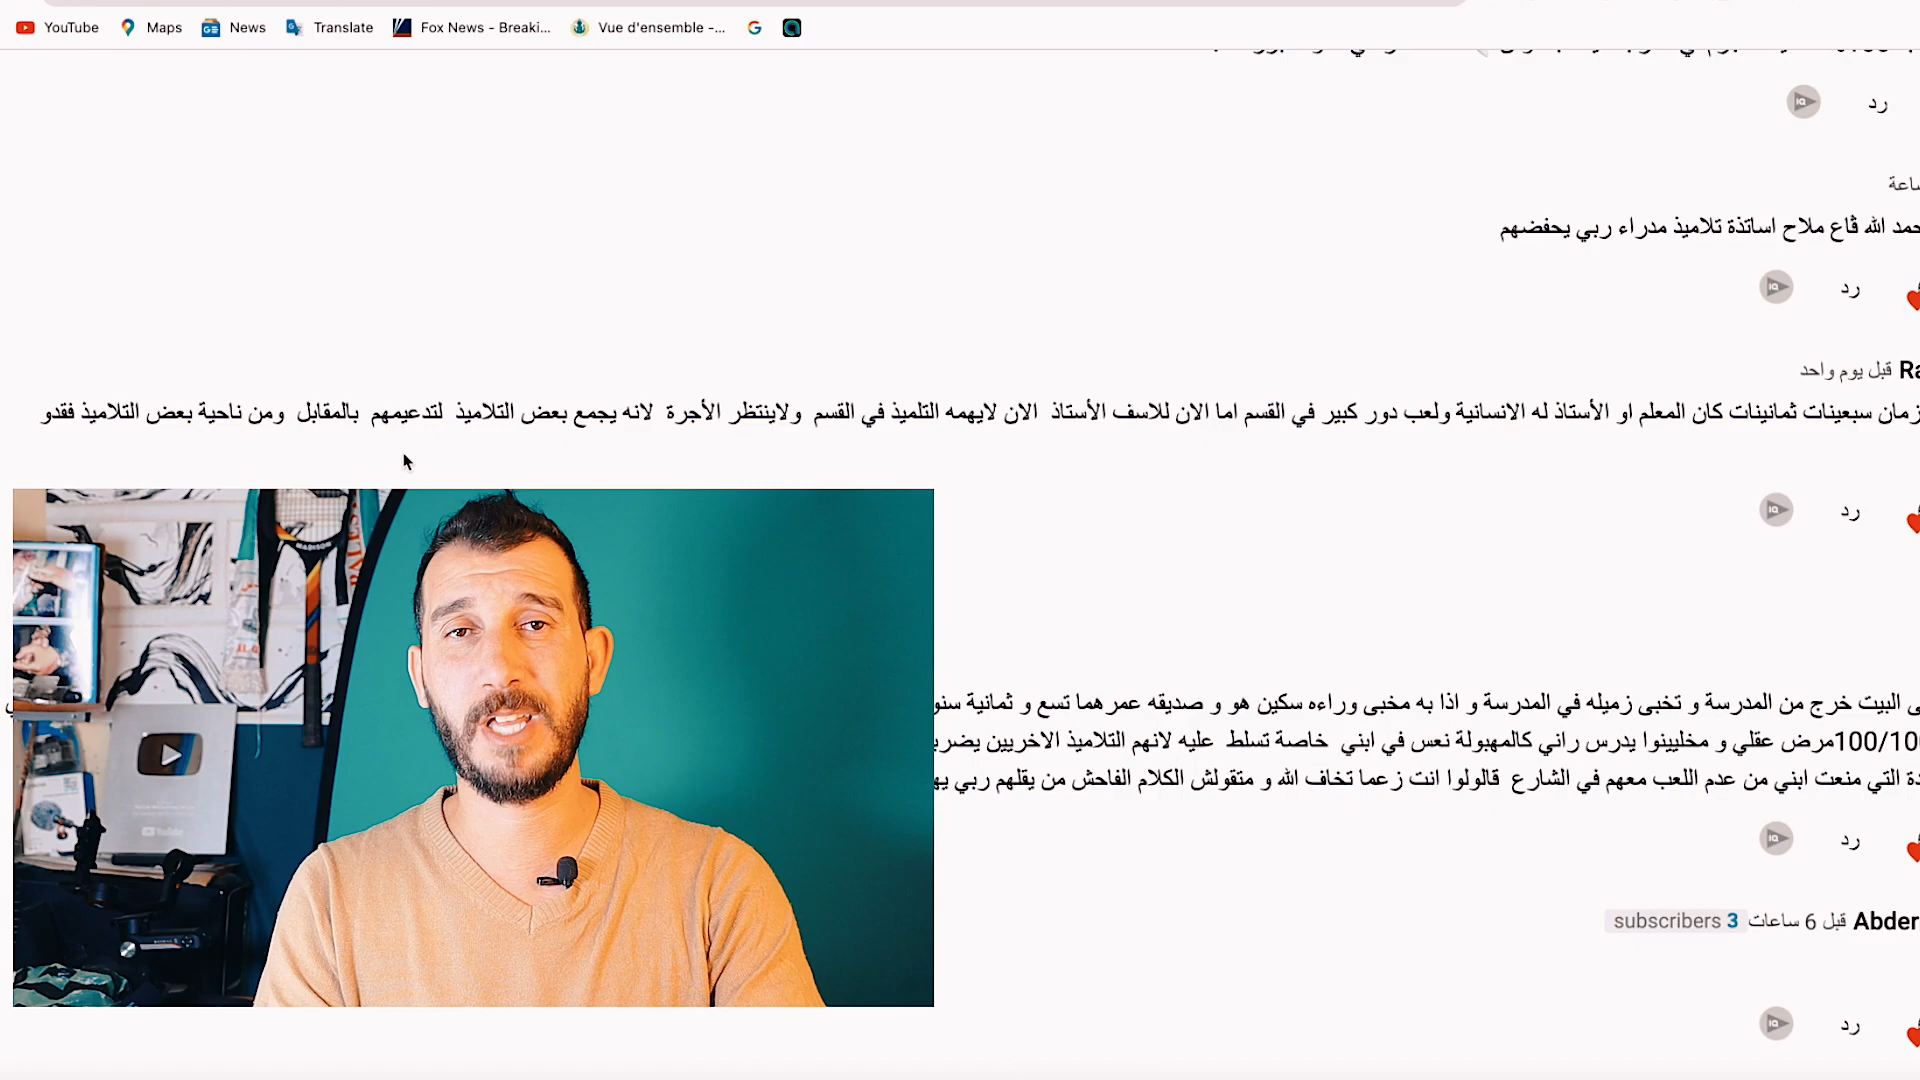 YouTube Maps News Translate Fox News - Breaki... Vue d'ensemble -...
رد
حمد الله ڨاع ملاح اساتذة تلاميذ مدراء ربي يحفضهم
رد
قبل يوم واحد
زمان سبعينات ثمانينات كان المعلم او الأستاذ له الانسانية ولعب دور كبير في القسم اما الان للاسف الأستاذ الان لايهمه التلميذ في القسم ولاينتظر الأجرة لانه يجمع بعض التلاميذ لتدعيمهم بالمقابل ومن ناحية بعض التلاميذ فقدو
رد
البيت خرج من المدرسة و تخبى زميله في المدرسة و اذا به مخبى وراءه سكين هو و صديقه عمرهما تسع و ثمانية
مرض عقلي و مخليينوا يدرس راني كالمهبولة نعس في ابني خاصة تسلط عليه لانهم التلاميذ الاخريين
التي منعت ابني من عدم اللعب معهم في الشارع قالولوا انت زعما تخاف الله و متقولش الكلام الفاحش من يقلهم ربي
رد
Abder قبل 6 ساعات 3 subscribers
رد
PALES
YouTube